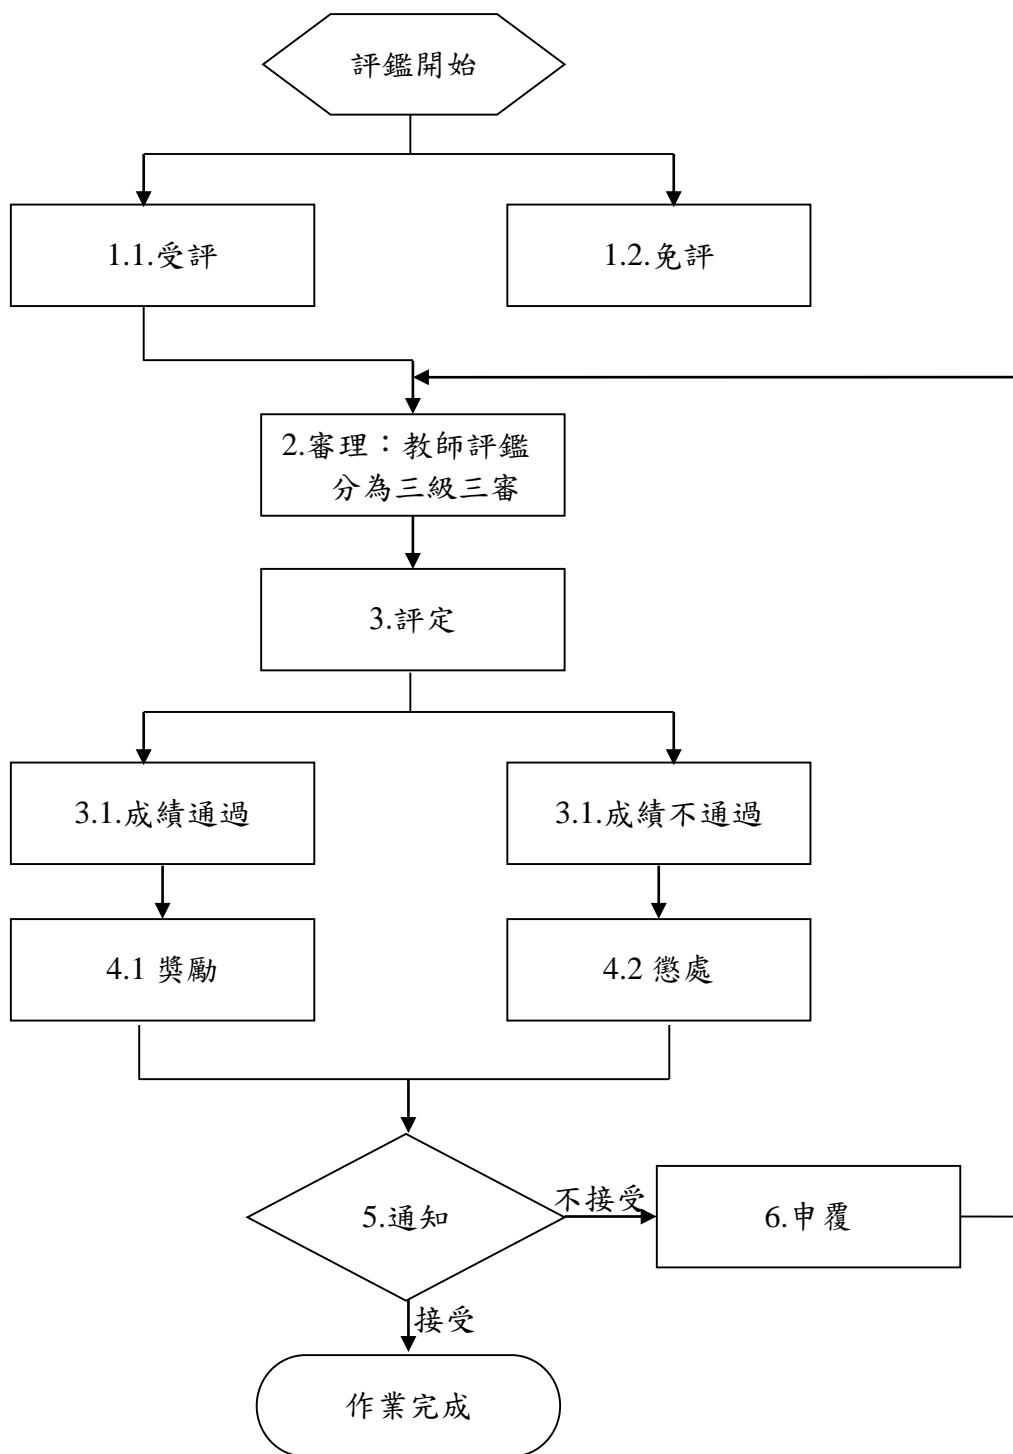 評鑑開始
1.1.受評
1.2.免評
2.審理：教師評鑑
分為三級三審
3.評定
3.1.成績通過
3.1.成績不通過
4.1 獎勵
4.2 懲處
5.通知
不接受
6.申覆
接受
作業完成